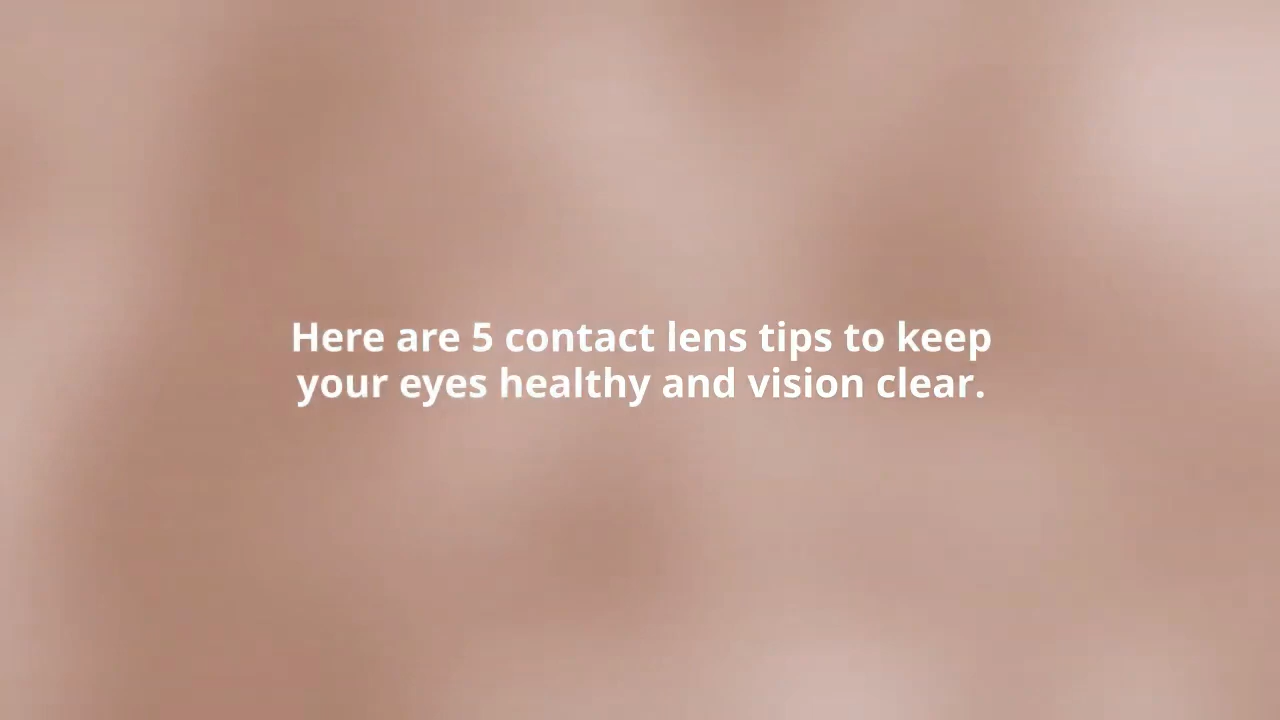 Here are 5 contact lens tips to keep
your eyes healthy and vision clear.